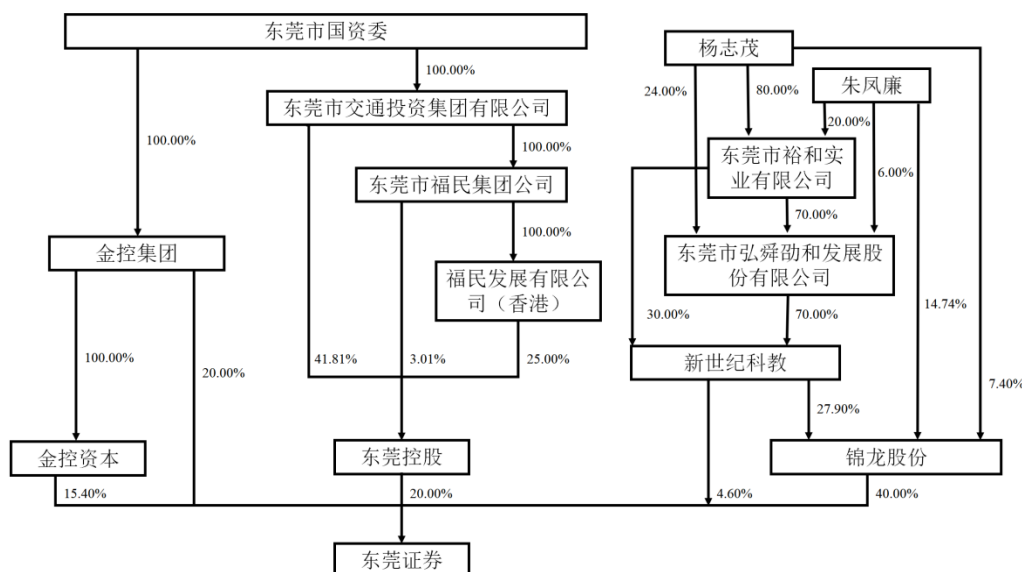 东莞市国资委
杨志茂
100.00%
24.00%
80.00%
朱凤廉
东莞市交通投资集团有限公司
20.00%
100.00%
100.00%
东莞市裕和实
业有限公司
6.00%
东莞市福民集团公司
70.00%
100.00%
金控集团
东莞市弘舜劭和发展股
份有限公司
福民发展有限公
司（香港）
30.00%
70.00%
14.74%
100.00%
20.00%
41.81%
3.01%
25.00%
新世纪科教
7.40%
27.90%
金控资本
东莞控股
锦龙股份
15.40%
20.00%
4.60%
40.00%
东莞证券